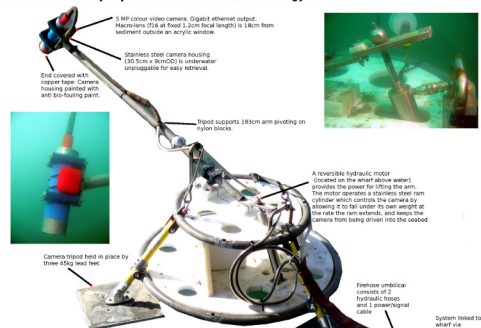 5 MP colour video camera. Gigabit ethernet output.
Macro-lens (f16 at fixed 1.2cm focal length) is 18cm from
sediment outside an acrylic window.
Stainless steel camera housing
(30.5cm x 9cmOD) is underwater
unpluggable for easy retrieval.
End covered with
copper tape. Camera
housing painted with
anti bio-fouling paint.
Tripod supports 183cm arm pivoting on
nylon blocks.
A reversible hydraulic motor
(located on the wharf above water)
provides the power for lifting the arm.
The motor operates a stainless steel ram
cylinder which controls the camera by
allowing it to fall under its own weight at
the rate the ram extends, and keeps the
camera from being driven into the seabed
Camera tripod held in place by
three 45kg lead feet
Firehose umbilical
consists of 2
hydraulic hoses
and 1 power/signal
cable
System linked to
wharf via